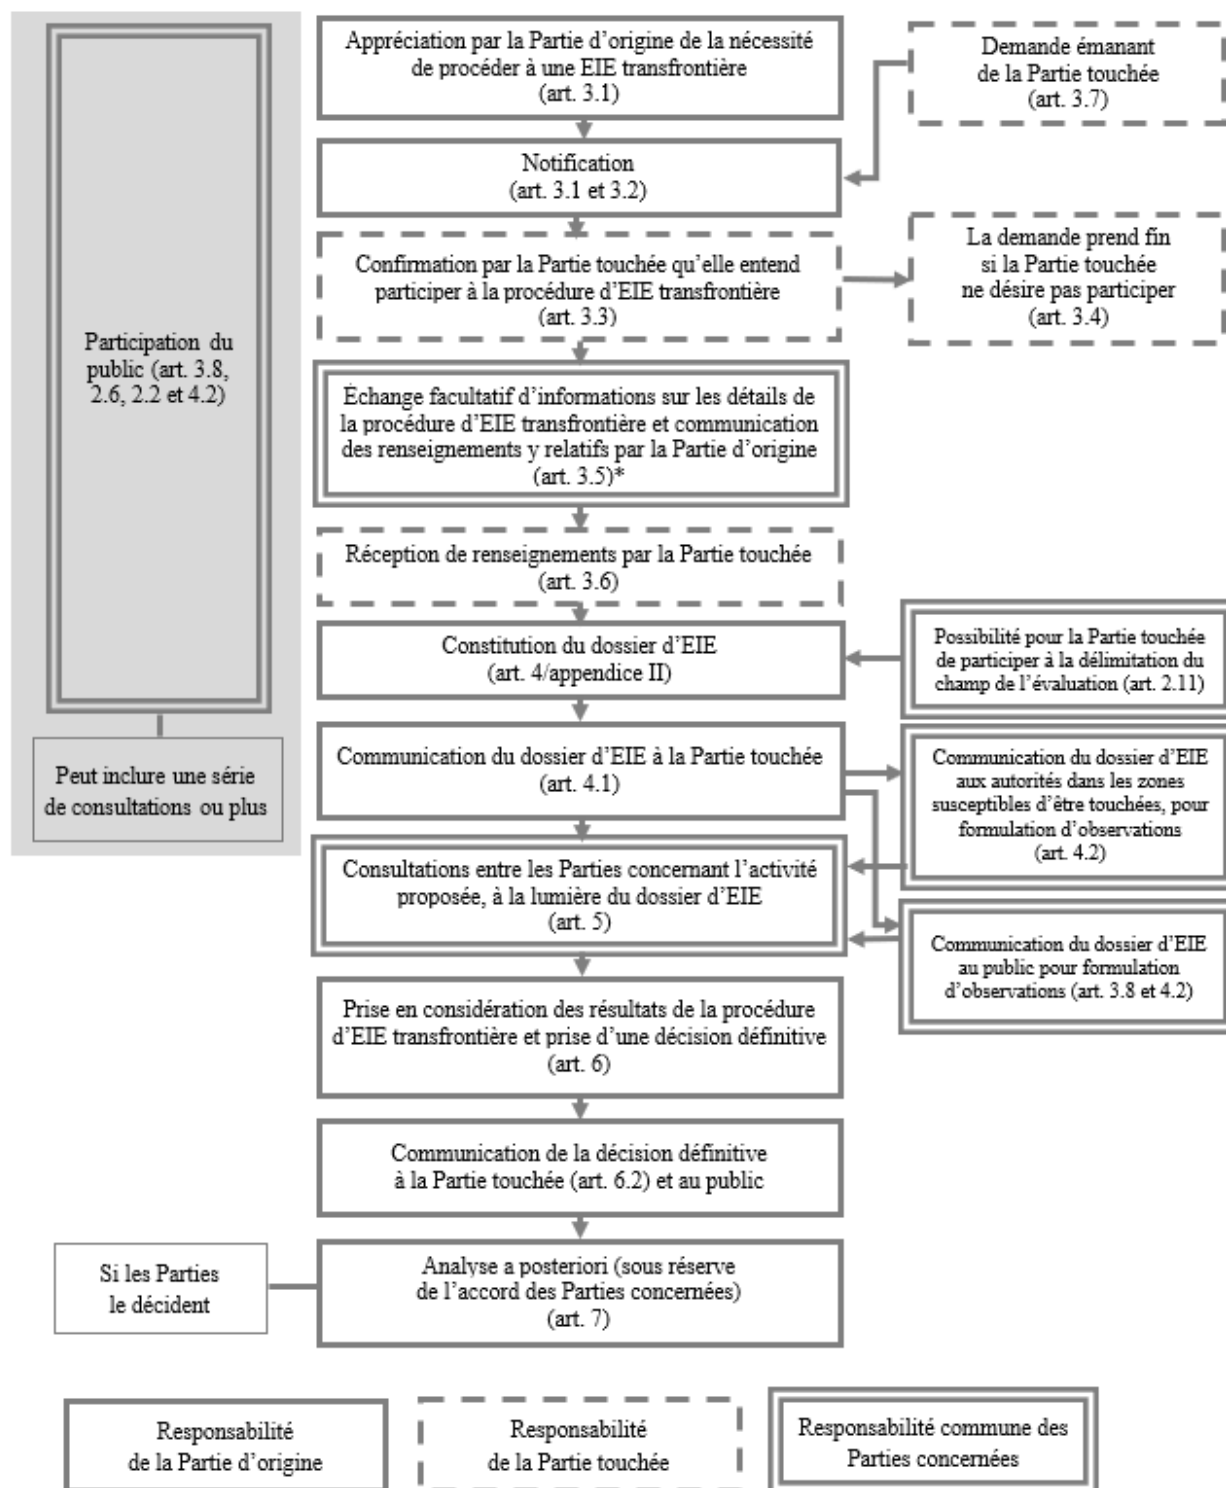 Appréciation par la Partie d’origine de la nécessité
de procéder à une EIE transfrontière
(art. 3.1)
Demande émanant
de la Partie touchée
(art. 3.7)
Notification
(art. 3.1 et 3.2)
Confirmation par la Partie touchée qu’elle entend
participer à la procédure d’EIE transfrontière
(art. 3.3)
La demande prend fin
si la Partie touchée
ne désire pas participer
(art. 3.4)
Participation du
public (art. 3.8,
2.6, 2.2 et 4.2)
Échange facultatif d’informations sur les détails de
la procédure d’EIE transfrontière et communication
des renseignements y relatifs par la Partie d’origine
(art. 3.5)*
Réception de renseignements par la Partie touchée
(art. 3.6)
Constitution du dossier d’EIE
(art. 4/appendice II)
Possibilité pour la Partie touchée
de participer à la délimitation du
champ de l’évaluation (art. 2.11)
Peut inclure une série
de consultations ou plus
Communication du dossier d’EIE à la Partie touchée
(art. 4.1)
Communication du dossier d’EIE
aux autorités dans les zones
susceptibles d’être touchées, pour
formulation d’observations
(art. 4.2)
Consultations entre les Parties concernant l’activité
proposée, à la lumière du dossier d’EIE
(art. 5)
Communication du dossier d’EIE
au public pour formulation
d’observations (art. 3.8 et 4.2)
Prise en considération des résultats de la procédure
d’EIE transfrontière et prise d’une décision définitive
(art. 6)
Communication de la décision définitive
à la Partie touchée (art. 6.2) et au public
Si les Parties
le décident
Analyse a posteriori (sous réserve
de l’accord des Parties concernées)
(art. 7)
Responsabilité
de la Partie d’origine
Responsabilité
de la Partie touchée
Responsabilité commune des
Parties concernées